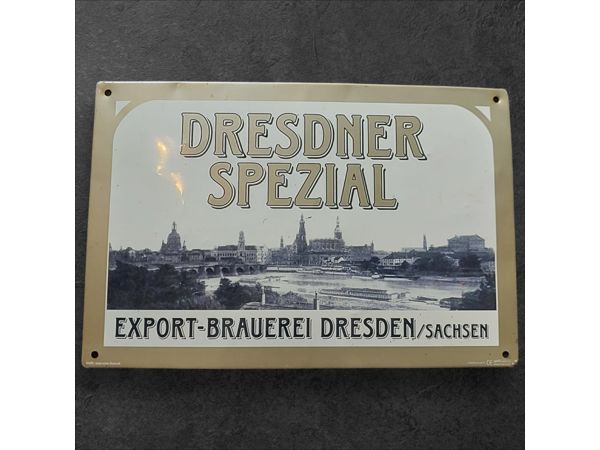 DRESDNER
SPEZIAL
EXPORT-BRAUEREI DRESDEN/SACHSEN